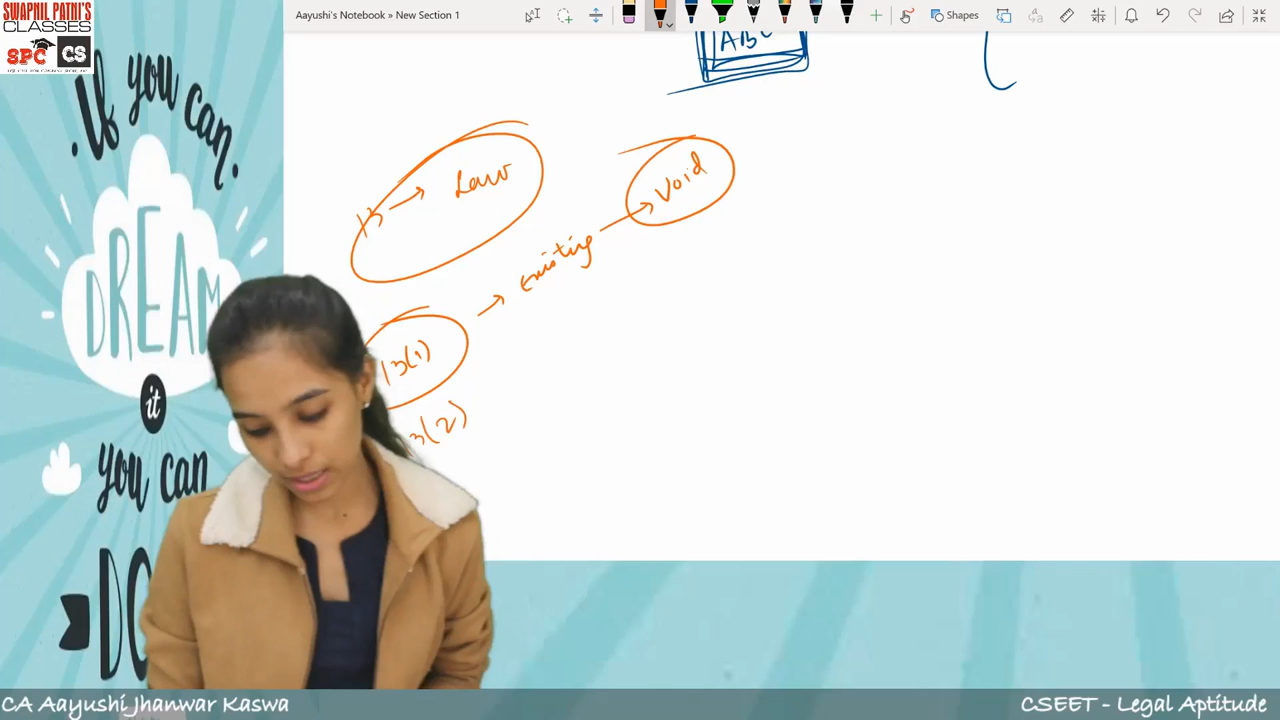 SWAPNIL PATNI'S
CLASSES
SPC CS
Aayushi's Notebook » New Section 1
Shapes
If you can
DREAM
it
you can
DO
ABC
13 → Law
13(1) → existing → Void
3(2)
CA Aayushi Jhanwar Kaswa
CSEET - Legal Aptitude